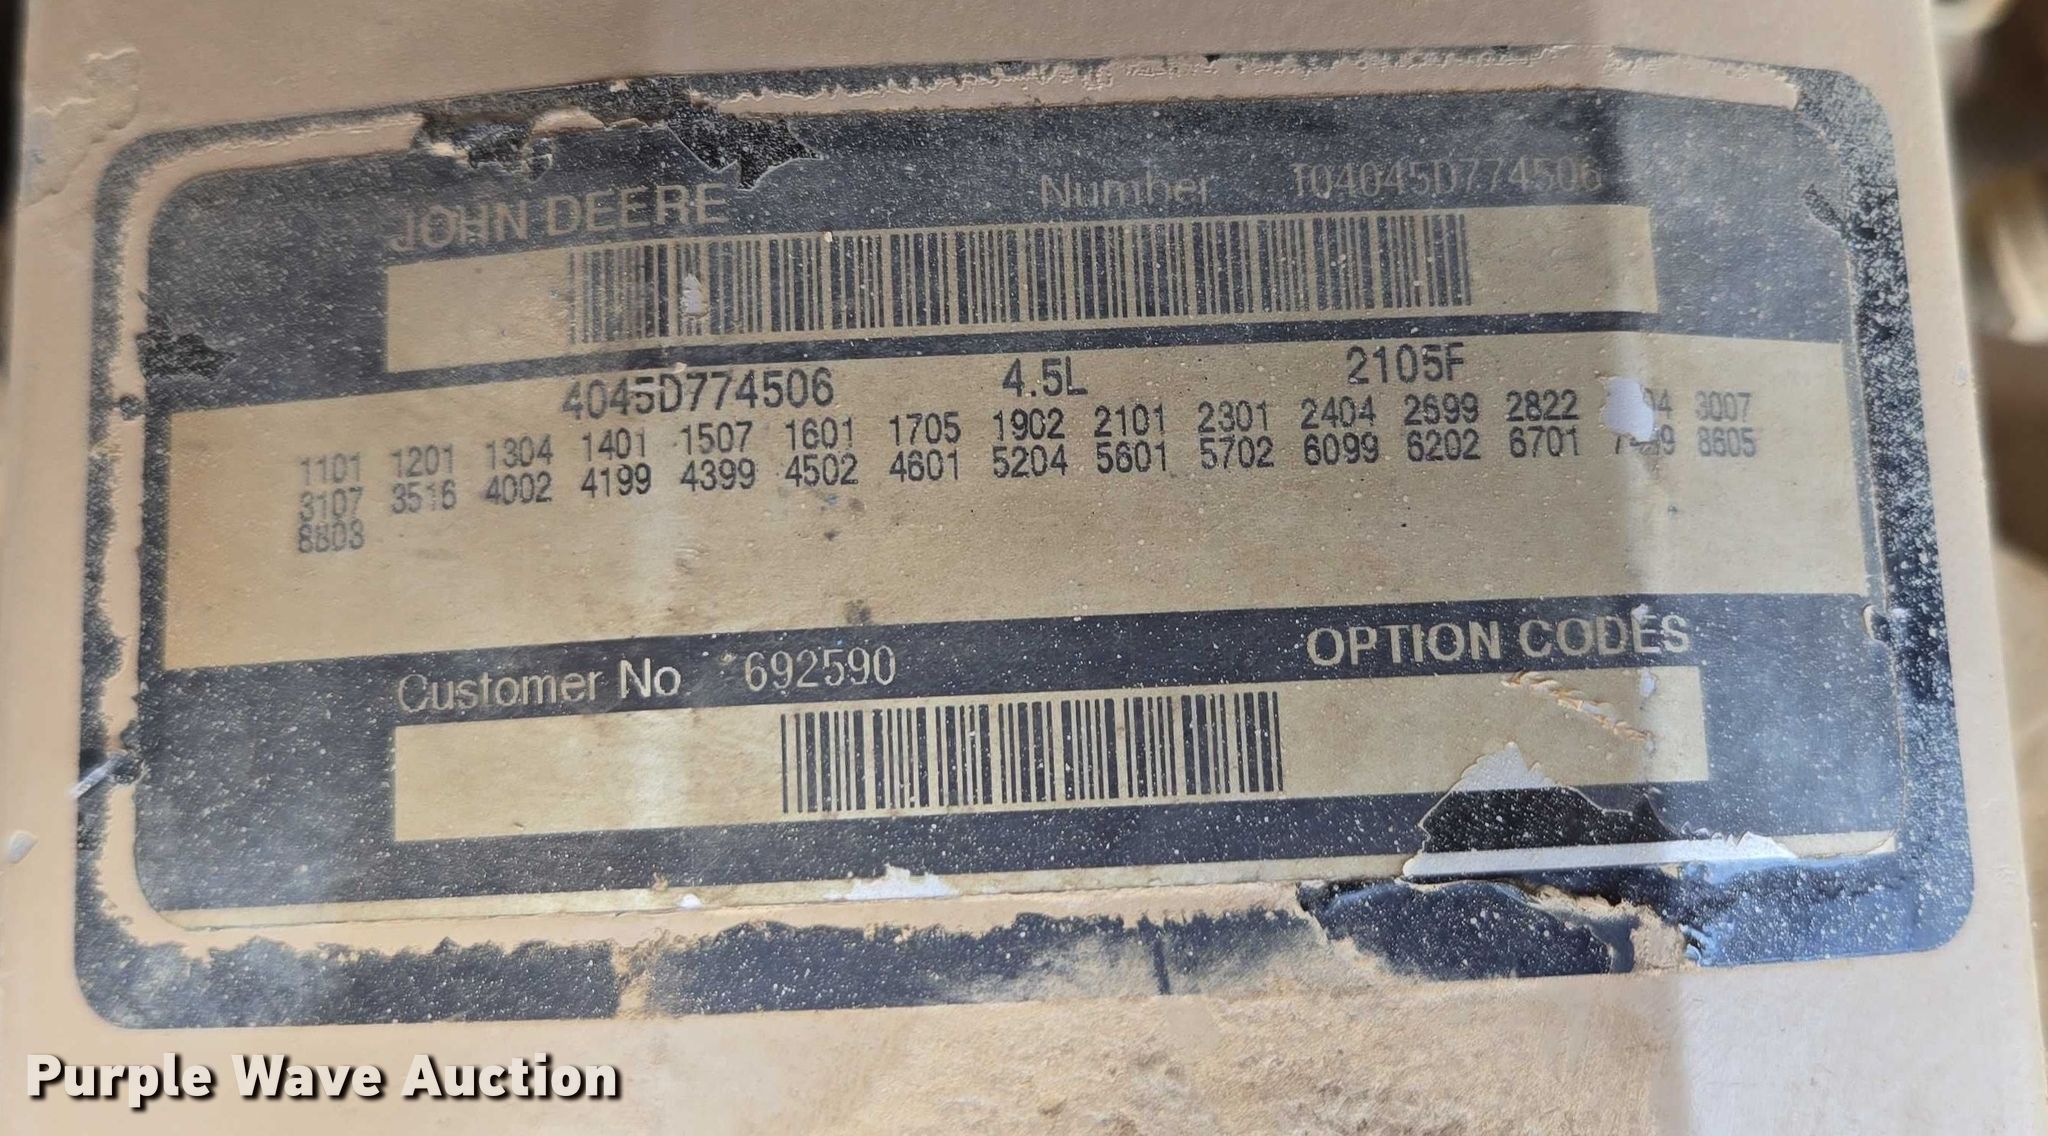 JOHN DEERE Number T04045D774506
4045D774506 4.5L 2105F
1101 1201 1304 1401 1507 1601 1705 1902 2101 2301 2404 2699 2822 3007
3107 3516 4002 4199 4399 4502 4601 5204 5601 5702 6099 6202 6701 8605
8803
Customer No 692590 OPTION CODES
Purple Wave Auction